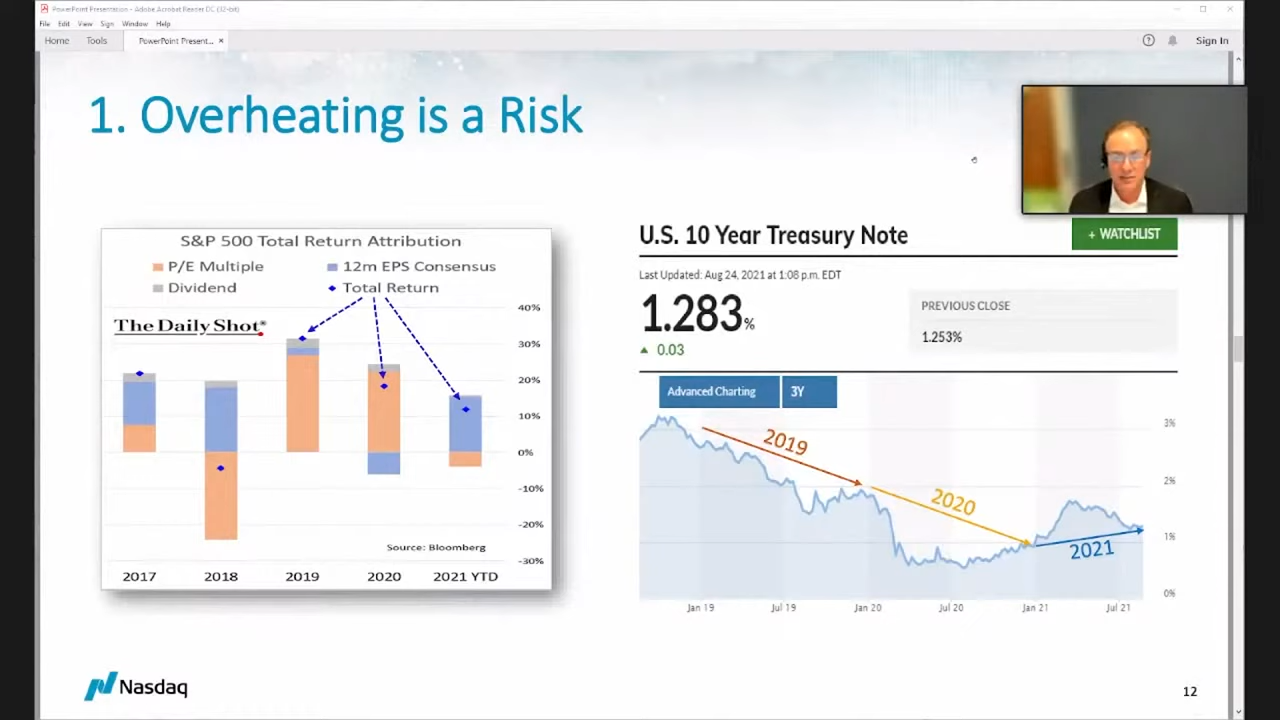 PowerPoint Presentation - Adobe Acrobat Reader DC (32-bit)
File Edit View Sign Window Help
Home Tools PowerPoint Present... × Sign In
1. Overheating is a Risk
S&P 500 Total Return Attribution
P/E Multiple 12m EPS Consensus
Dividend Total Return
The Daily Shot®
40%
30%
20%
10%
0%
-10%
-20%
-30%
Source: Bloomberg
2017 2018 2019 2020 2021 YTD
U.S. 10 Year Treasury Note
+ WATCHLIST
Last Updated: Aug 24, 2021 at 1:08 p.m. EDT
1.283%
▲ 0.03
PREVIOUS CLOSE
1.253%
Advanced Charting 3Y
2019
2020
2021
3%
2%
1%
0%
Jan 19 Jul 19 Jan 20 Jul 20 Jan 21 Jul 21
Nasdaq
12